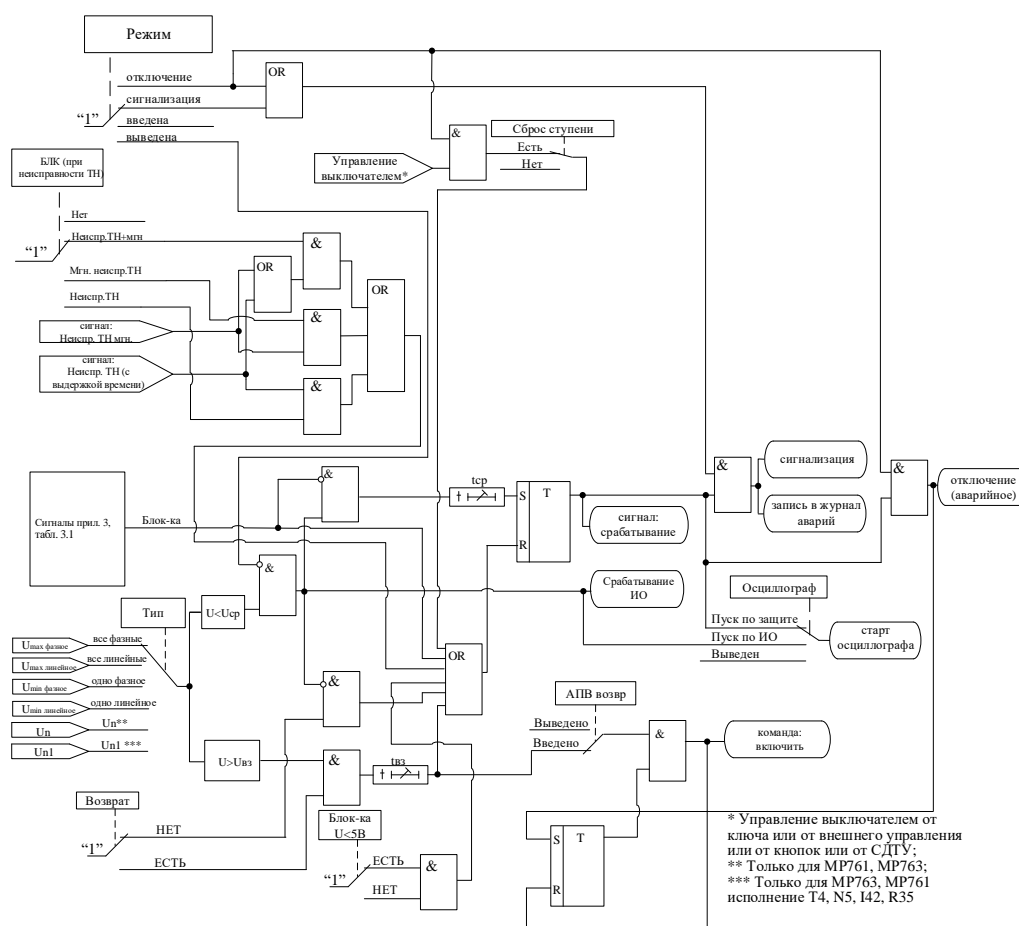 Режим
отключение
сигнализация
“1”
введена
выведена
OR
&
Сброс ступени
Есть
Нет
Управление
выключателем*
БЛК (при
неисправности ТН)
Нет
Неиспр.ТН+мгн
“1”
Мгн. неиспр.ТН
Неиспр.ТН
сигнал:
Неиспр. ТН мгн.
сигнал:
Неиспр. ТН (с
выдержкой времени)
&
OR
OR
&
&
Сигналы прил. 3,
табл. 3.1
Блок-ка
&
tср
S
T
R
сигнал:
срабатывание
&
сигнализация
запись в журнал
аварий
&
отключение
(аварийное)
&
U<Uср
Срабатывание
ИО
Осциллограф
Пуск по защите
Пуск по ИО
Выведен
старт
осциллографа
Тип
Umax фазное
все фазные
Umax линейное
все линейные
Umin фазное
одно фазное
Umin линейное
одно линейное
Un
Un**
Un1
Un1 ***
OR
&
U>Uвз
&
tвз
АПВ возвр
Выведено
Введено
&
команда:
включить
Возврат
“1”
НЕТ
ЕСТЬ
Блок-ка
U<5В
“1”
ЕСТЬ
НЕТ
&
S
T
R
* Управление выключателем от
ключа или от внешнего управления
или от кнопок или от СДТУ;
** Только для МР761, МР763;
*** Только для МР763, МР761
исполнение T4, N5, I42, R35